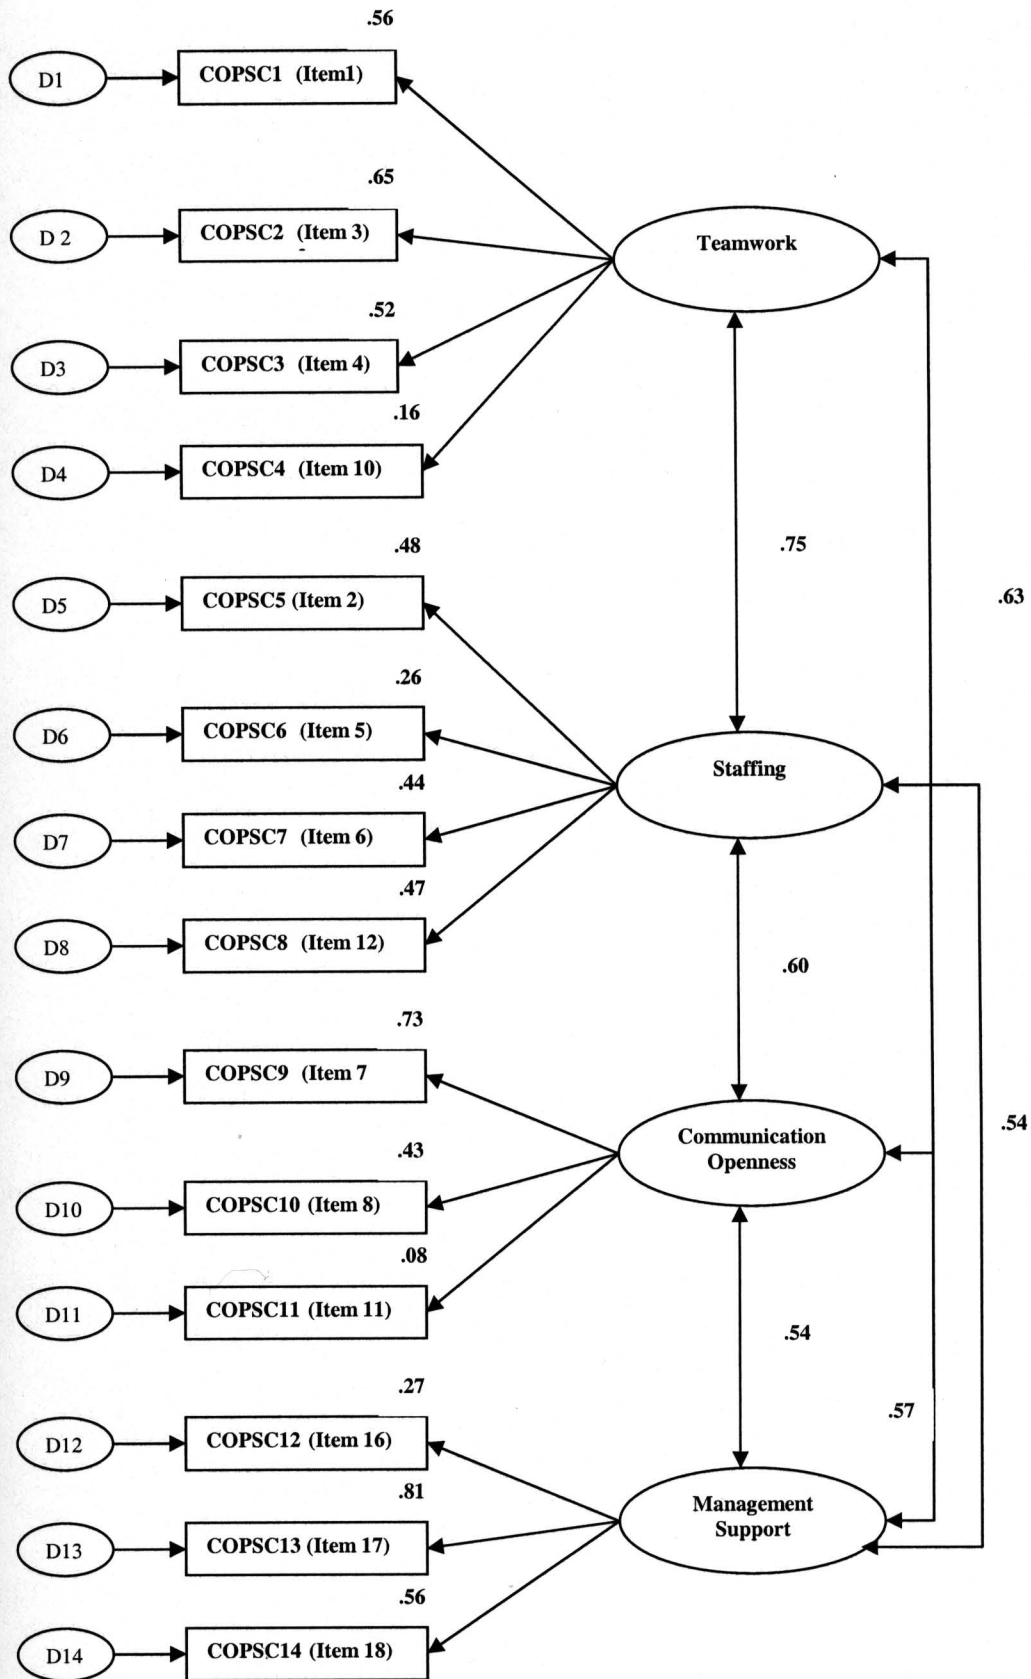 .56
D1
COPSC1 (Item1)
.65
D 2
COPSC2 (Item 3)
Teamwork
.52
D3
COPSC3 (Item 4)
.16
D4
COPSC4 (Item 10)
.48
.75
D5
COPSC5 (Item 2)
.63
.26
D6
COPSC6 (Item 5)
Staffing
.44
D7
COPSC7 (Item 6)
.47
D8
COPSC8 (Item 12)
.60
.73
D9
COPSC9 (Item 7
.54
Communication
Openness
.43
D10
COPSC10 (Item 8)
.08
D11
COPSC11 (Item 11)
.54
.27
.57
D12
COPSC12 (Item 16)
.81
Management
Support
D13
COPSC13 (Item 17)
.56
D14
COPSC14 (Item 18)